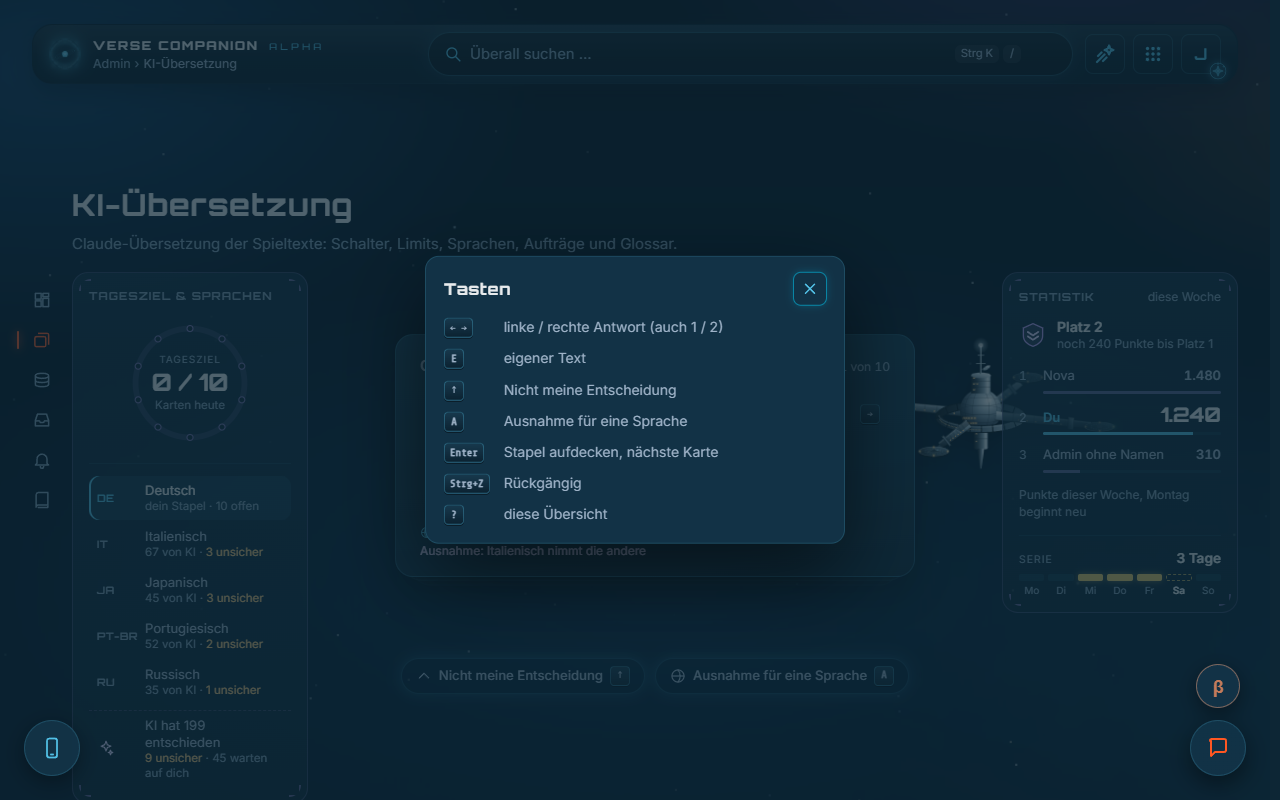 VERSE COMPANION ALPHA
Admin › KI-Übersetzung
Überall suchen ...
Strg K
/
KI-Übersetzung
Claude-Übersetzung der Spieltexte: Schalter, Limits, Sprachen, Aufträge und Glossar.
TAGESZIEL & SPRACHEN
TAGESZIEL
0 / 10
Karten heute
DE
Deutsch
dein Stapel · 10 offen
IT
Italienisch
67 von KI · 3 unsicher
JA
Japanisch
45 von KI · 3 unsicher
PT-BR
Portugiesisch
52 von KI · 2 unsicher
RU
Russisch
35 von KI · 1 unsicher
KI hat 199
entschieden
9 unsicher · 45 warten
auf dich
Tasten
← → linke / rechte Antwort (auch 1 / 2)
E eigener Text
↑ Nicht meine Entscheidung
A Ausnahme für eine Sprache
Enter Stapel aufdecken, nächste Karte
Strg+Z Rückgängig
? diese Übersicht
von 10
Ausnahme: Italienisch nimmt die andere
Nicht meine Entscheidung ↑
Ausnahme für eine Sprache A
STATISTIK
diese Woche
Platz 2
noch 240 Punkte bis Platz 1
1 Nova 1.480
2 Du 1.240
3 Admin ohne Namen 310
Punkte dieser Woche, Montag
beginnt neu
SERIE
3 Tage
Mo Di Mi Do Fr Sa So
β